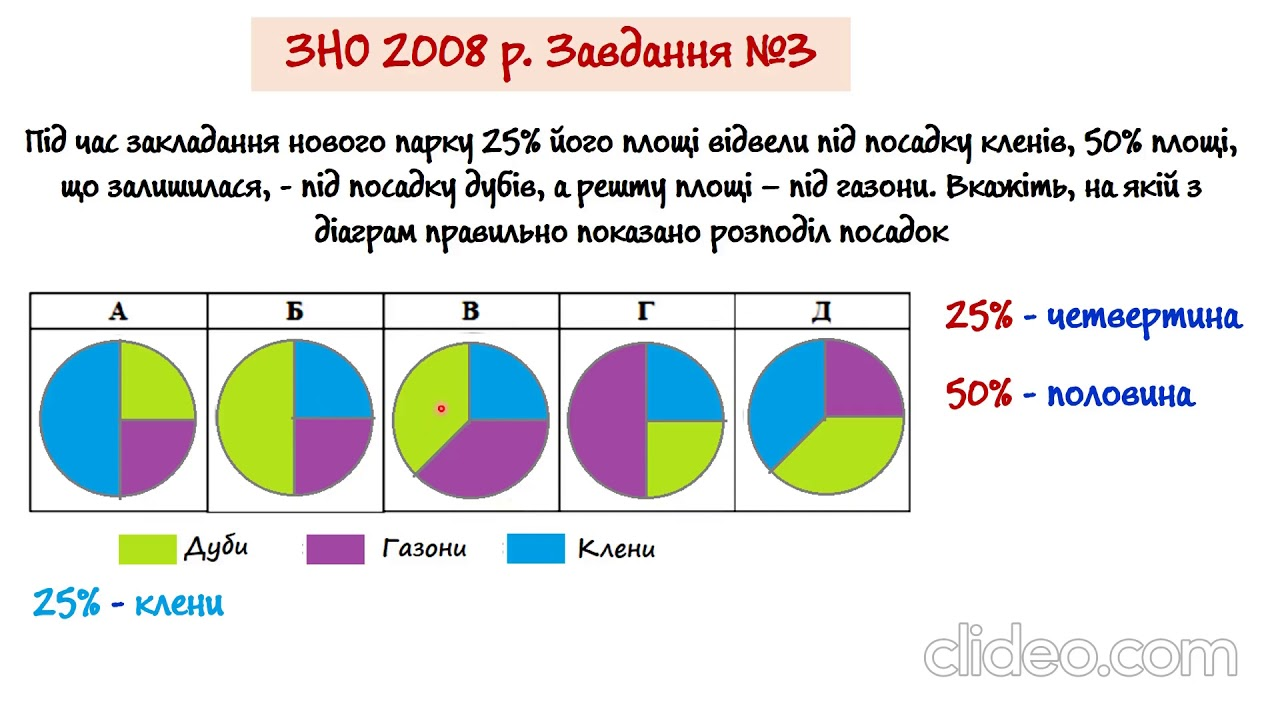 ЗНО 2008 р. Завдання №3
Під час закладання нового парку 25% його площі відвели під посадку кленів, 50% площі,
що залишилася, - під посадку дубів, а решту площі – під газони. Вкажіть, на якій з
діаграм правильно показано розподіл посадок
А Б В Г Д
25% - четвертина
50% - половина
Дуби Газони Клени
25% - клени
clideo.com